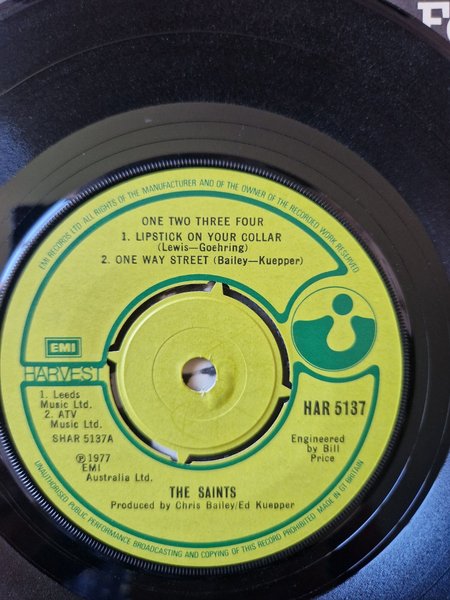 Fo
EMI RECORDS LTD ALL RIGHTS OF THE MANUFACTURER AND OF THE OWNER OF THE RECORDED WORK RESERVED
ONE TWO THREE FOUR
1. LIPSTICK ON YOUR COLLAR
(Lewis—Goehring)
2. ONE WAY STREET (Bailey—Kuepper)
EMI
HARVEST
1. Leeds
Music Ltd.
2. ATV
Music Ltd.
SHAR 5137A
℗ 1977
EMI
Australia Ltd.
HAR 5137
Engineered
by Bill
Price
THE SAINTS
Produced by Chris Bailey/Ed Kuepper
UNAUTHORISED PUBLIC PERFORMANCE BROADCASTING AND COPYING OF THIS RECORD PROHIBITED MADE IN GT. BRITAIN